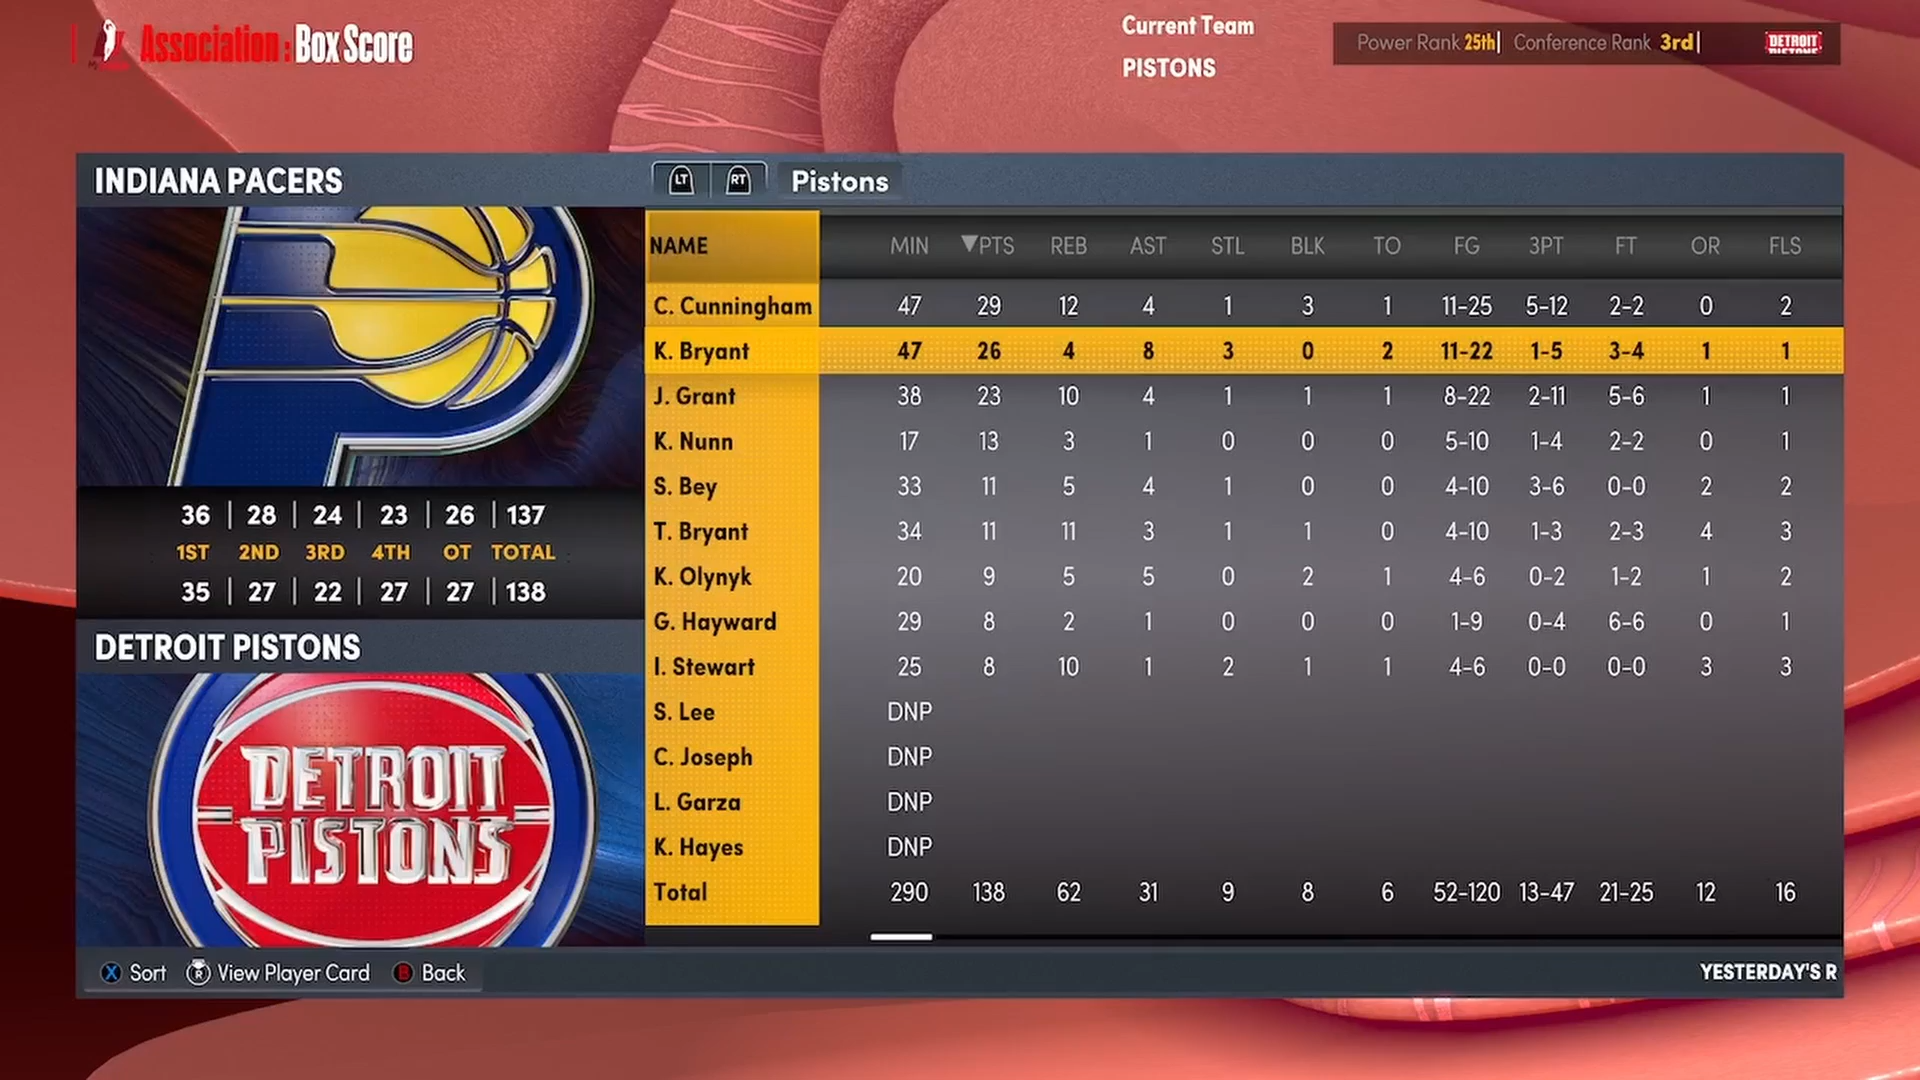 Association : Box Score
Current Team
PISTONS
Power Rank 25th| Conference Rank 3rd|
DETROIT
PISTONS
INDIANA PACERS
LT RT Pistons
36 | 28 | 24 | 23 | 26 | 137
1ST 2ND 3RD 4TH OT TOTAL
35 | 27 | 22 | 27 | 27 | 138
DETROIT PISTONS
DETROIT
PISTONS
NAME MIN ▼PTS REB AST STL BLK TO FG 3PT FT OR FLS
C. Cunningham 47 29 12 4 1 3 1 11-25 5-12 2-2 0 2
K. Bryant 47 26 4 8 3 0 2 11-22 1-5 3-4 1 1
J. Grant 38 23 10 4 1 1 1 8-22 2-11 5-6 1 1
K. Nunn 17 13 3 1 0 0 0 5-10 1-4 2-2 0 1
S. Bey 33 11 5 4 1 0 0 4-10 3-6 0-0 2 2
T. Bryant 34 11 11 3 1 1 0 4-10 1-3 2-3 4 3
K. Olynyk 20 9 5 5 0 2 1 4-6 0-2 1-2 1 2
G. Hayward 29 8 2 1 0 0 0 1-9 0-4 6-6 0 1
I. Stewart 25 8 10 1 2 1 1 4-6 0-0 0-0 3 3
S. Lee DNP
C. Joseph DNP
L. Garza DNP
K. Hayes DNP
Total 290 138 62 31 9 8 6 52-120 13-47 21-25 12 16
X Sort R View Player Card B Back
YESTERDAY'S R